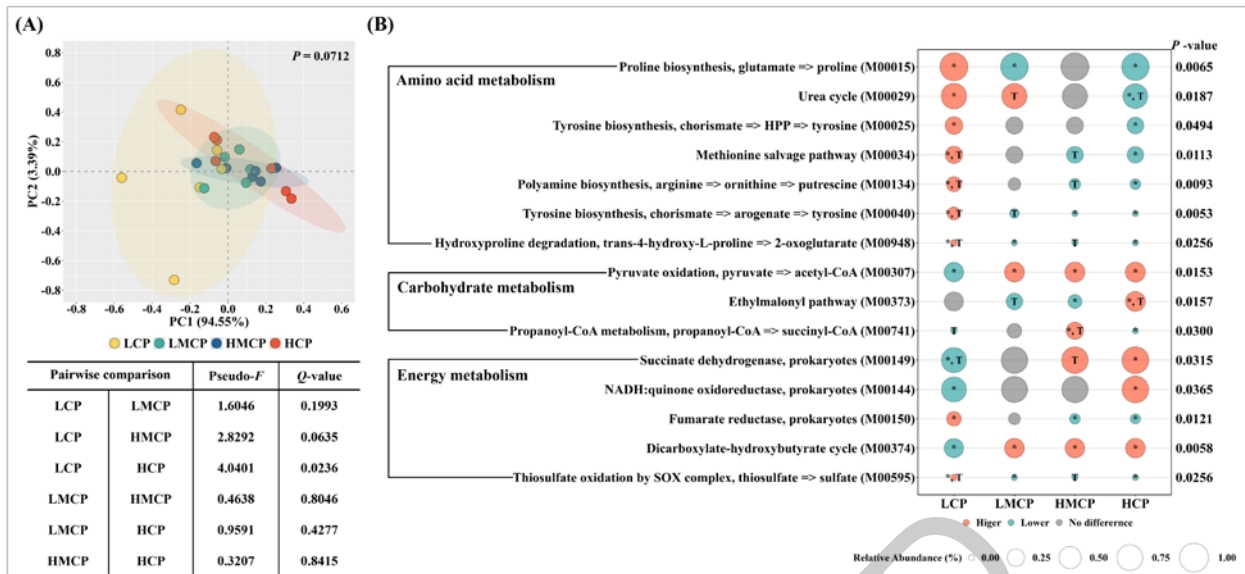 (A)
P = 0.0712
0.8
0.6
0.4
0.2
0.0
-0.2
-0.4
-0.6
-0.8
PC2 (3.39%)
-0.8 -0.6 -0.4 -0.2 0.0 0.2 0.4 0.6
PC1 (94.55%)
LCP LMCP HMCP HCP
Pairwise comparison Pseudo-F Q-value
LCP LMCP 1.6046 0.1993
LCP HMCP 2.8292 0.0635
LCP HCP 4.0401 0.0236
LMCP HMCP 0.4638 0.8046
LMCP HCP 0.9591 0.4277
HMCP HCP 0.3207 0.8415
(B)
P -value
Amino acid metabolism
Proline biosynthesis, glutamate => proline (M00015) * * * 0.0065
Urea cycle (M00029) * T *, T 0.0187
Tyrosine biosynthesis, chorismate => HPP => tyrosine (M00025) * * 0.0494
Methionine salvage pathway (M00034) *, T T * 0.0113
Polyamine biosynthesis, arginine => ornithine => putrescine (M00134) *, T T * 0.0093
Tyrosine biosynthesis, chorismate => arogenate => tyrosine (M00040) *, T T * * 0.0053
Hydroxyproline degradation, trans-4-hydroxy-L-proline => 2-oxoglutarate (M00948) *, T * T * 0.0256
Carbohydrate metabolism
Pyruvate oxidation, pyruvate => acetyl-CoA (M00307) * * * * 0.0153
Ethylmalonyl pathway (M00373) T * *, T 0.0157
Propanoyl-CoA metabolism, propanoyl-CoA => succinyl-CoA (M00741) T *, T * 0.0300
Energy metabolism
Succinate dehydrogenase, prokaryotes (M00149) *, T T * 0.0315
NADH:quinone oxidoreductase, prokaryotes (M00144) * * 0.0365
Fumarate reductase, prokaryotes (M00150) * * * 0.0121
Dicarboxylate-hydroxybutyrate cycle (M00374) * * * * 0.0058
Thiosulfate oxidation by SOX complex, thiosulfate => sulfate (M00595) *, T * T * 0.0256
LCP LMCP HMCP HCP
Higer Lower No differernce
Relative Abundance (%) 0.00 0.25 0.50 0.75 1.00